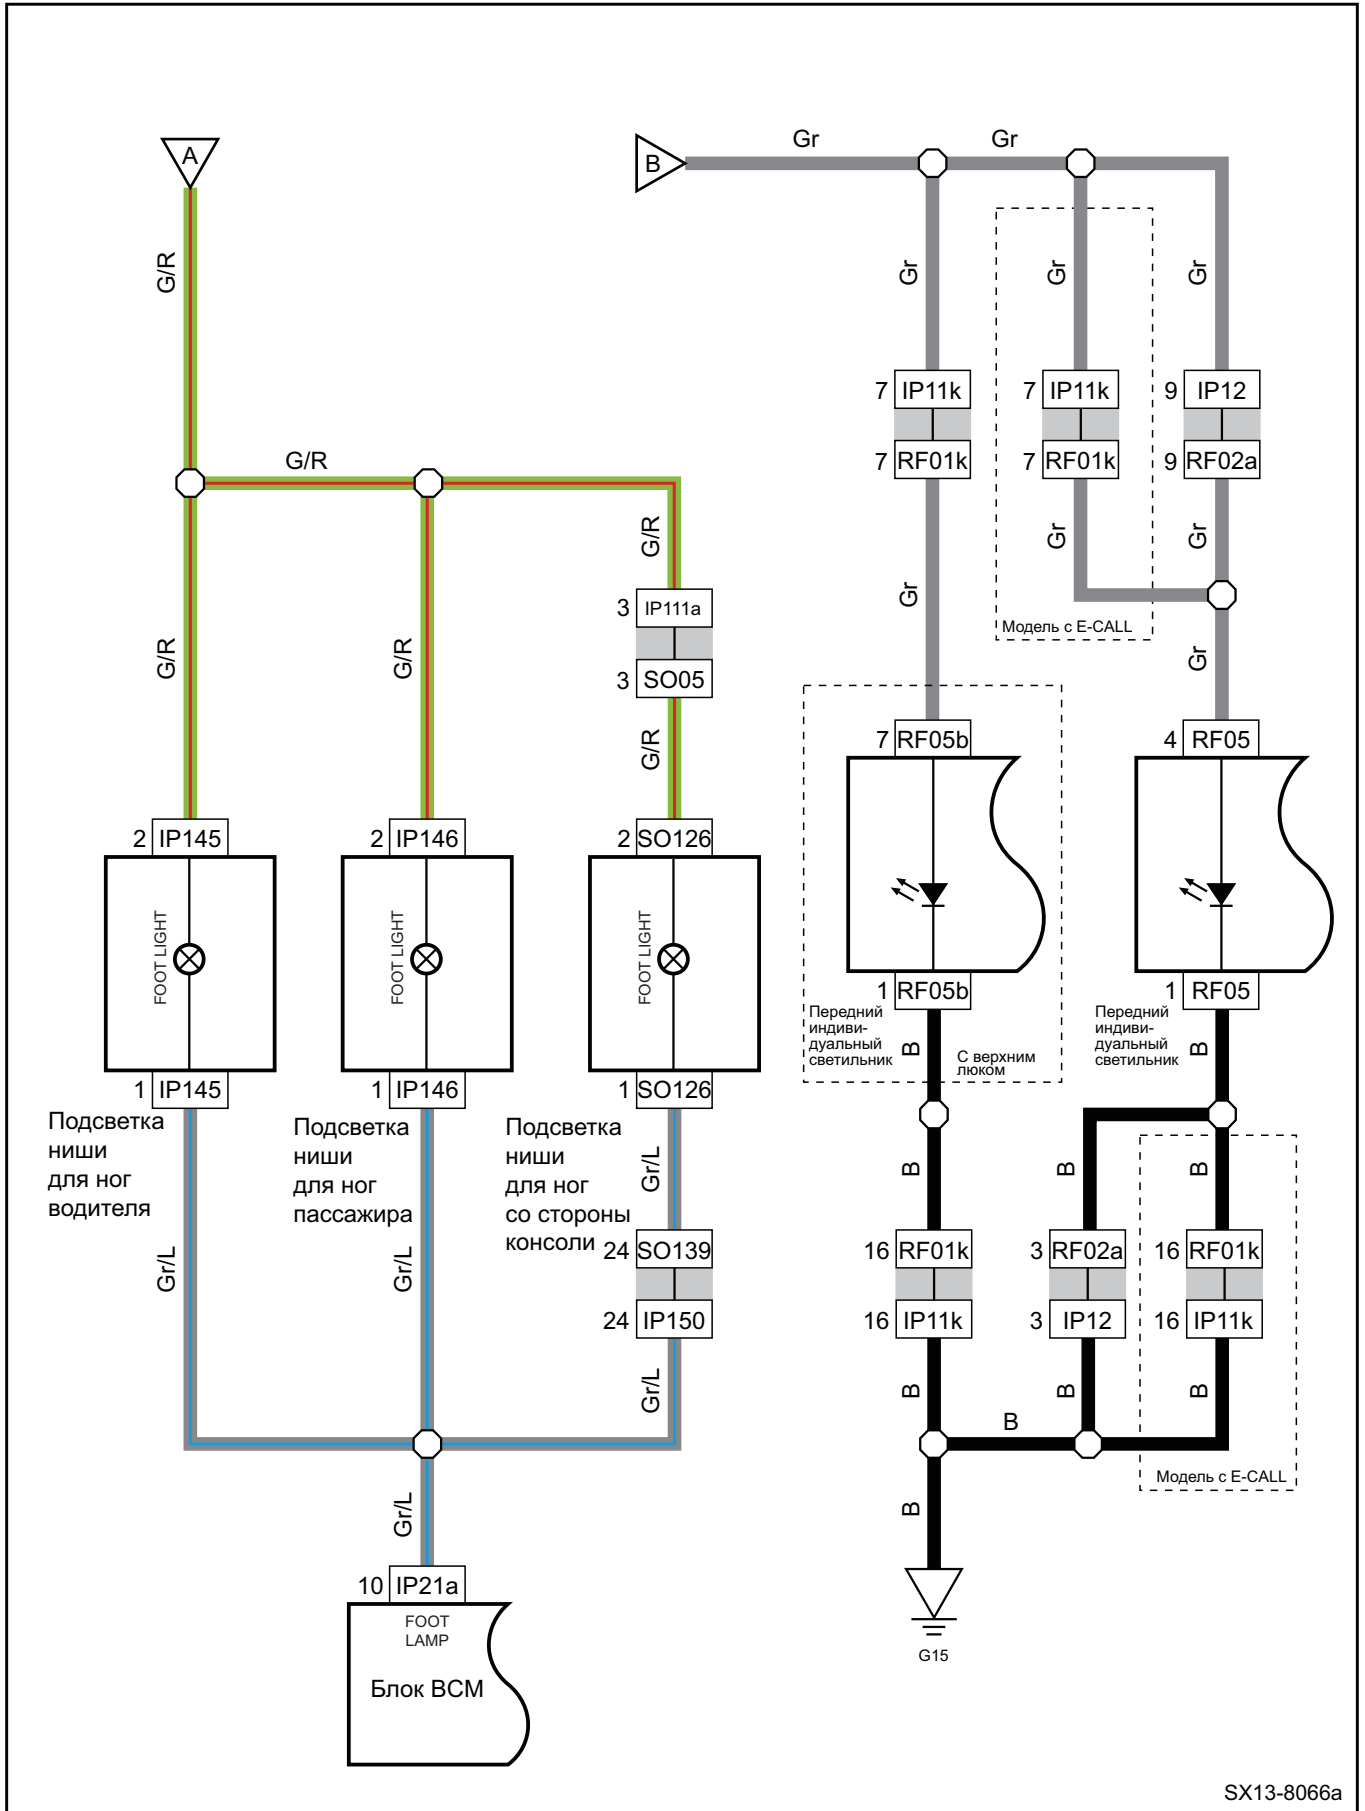 A
B
Gr
Gr
G/R
Gr
Gr
Gr
7 IP11k
7 IP11k
9 IP12
7 RF01k
7 RF01k
9 RF02a
G/R
G/R
Gr
Gr
Gr
3 IP111a
Модель с E-CALL
G/R
G/R
3 SO05
Gr
G/R
7 RF05b
4 RF05
2 IP145
2 IP146
2 SO126
FOOT LIGHT
FOOT LIGHT
FOOT LIGHT
1 RF05b
1 RF05
Передний
индиви-
дуальный
светильник
B
С верхним
люком
Передний
индиви-
дуальный
светильник
B
1 IP145
1 IP146
1 SO126
Подсветка
ниши
для ног
водителя
Подсветка
ниши
для ног
пассажира
Подсветка
ниши
для ног
со стороны
консоли
Gr/L
B
B
B
Gr/L
Gr/L
24 SO139
16 RF01k
3 RF02a
16 RF01k
24 IP150
16 IP11k
3 IP12
16 IP11k
Gr/L
B
B
B
B
Модель с E-CALL
Gr/L
B
10 IP21a
FOOT
LAMP
Блок BCM
G15
SX13-8066a